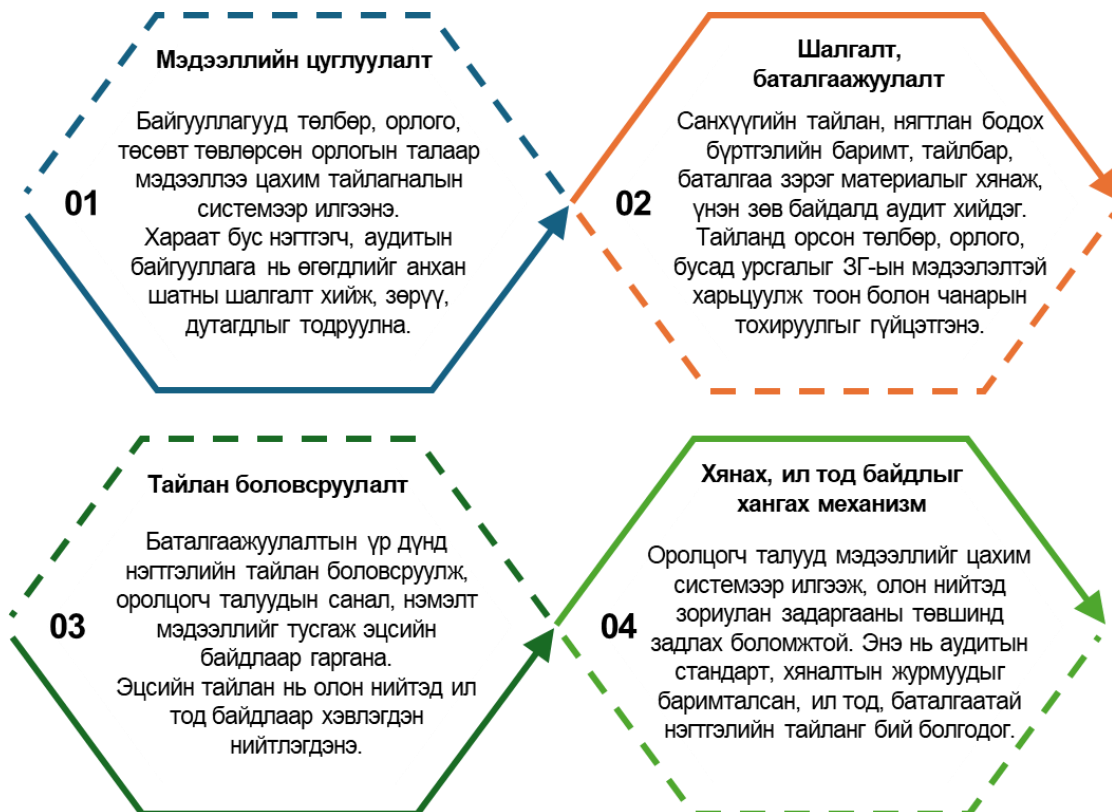 Мэдээллийн цуглуулалт
01
Байгууллагууд төлбөр, орлого,
төсөвт төвлөрсөн орлогын талаар
мэдээллээ цахим тайлагналын
системээр илгээнэ.
Хараат бус нэгтгэгч, аудитын
байгууллага нь өгөгдлийг анхан
шатны шалгалт хийж, зөрүү,
дутагдлыг тодруулна.
Шалгалт,
баталгаажуулалт
02
Санхүүгийн тайлан, нягтлан бодох
бүртгэлийн баримт, тайлбар,
баталгаа зэрэг материалыг хянаж,
үнэн зөв байдалд аудит хийдэг.
Тайланд орсон төлбөр, орлого,
бусад урсгалыг ЗГ-ын мэдээлэлтэй
харьцуулж тоон болон чанарын
тохируулгыг гүйцэтгэнэ.
Тайлан боловсруулалт
03
Баталгаажуулалтын үр дүнд
нэгтгэлийн тайлан боловсруулж,
оролцогч талуудын санал, нэмэлт
мэдээллийг тусгаж эцсийн
байдлаар гаргана.
Эцсийн тайлан нь олон нийтэд ил
тод байдлаар хэвлэгдэн
нийтлэгдэнэ.
Хянах, ил тод байдлыг
хангах механизм
04
Оролцогч талууд мэдээллийг цахим
системээр илгээж, олон нийтэд
зориулан задаргааны төвшинд
задлах боломжтой. Энэ нь аудитын
стандарт, хяналтын журмуудыг
баримталсан, ил тод, баталгаатай
нэгтгэлийн тайланг бий болгодог.